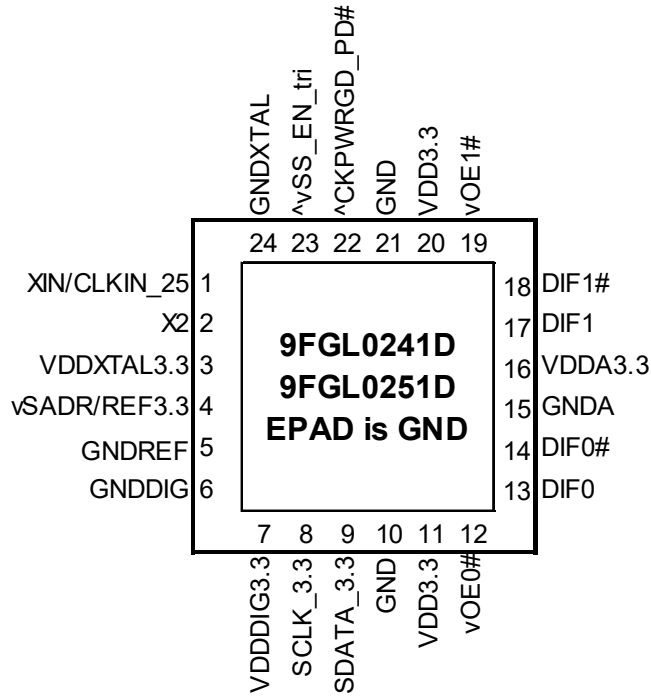 GNDXTAL
^vSS_EN_tri
^CKPWRGD_PD#
GND
VDD3.3
vOE1#
24 23 22 21 20 19
XIN/CLKIN_25 1
X2 2
VDDXTAL3.3 3
vSADR/REF3.3 4
GNDREF 5
GNDDIG 6
9FGL0241D
9FGL0251D
EPAD is GND
18 DIF1#
17 DIF1
16 VDDA3.3
15 GNDA
14 DIF0#
13 DIF0
7 8 9 10 11 12
VDDDIG3.3
SCLK_3.3
SDATA_3.3
GND
VDD3.3
vOE0#